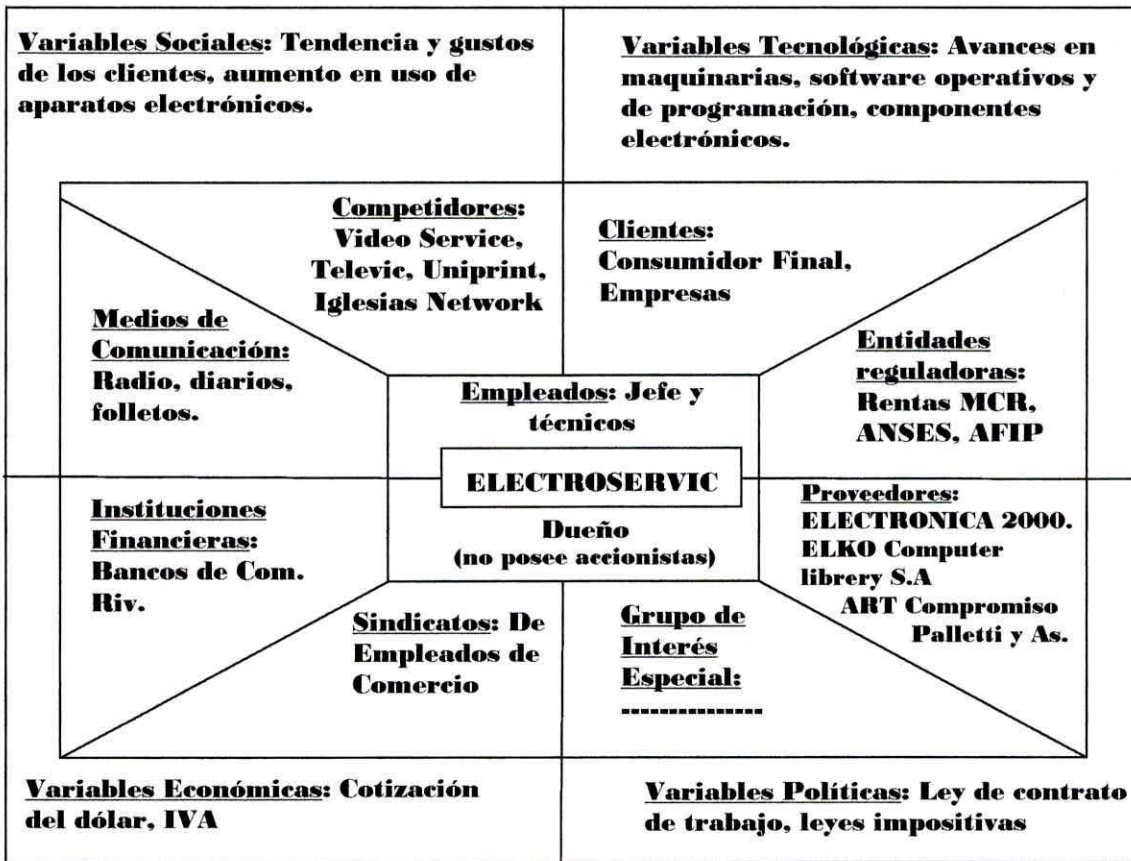 Variables Sociales: Tendencia y gustos
de los clientes, aumento en uso de
aparatos electrónicos.
Variables Tecnológicas: Avances en
maquinarias, software operativos y
de programación, componentes
electrónicos.
Competidores:
Video Service,
Televic, Uniprint,
Iglesias Network
Clientes:
Consumidor Final,
Empresas
Medios de
Comunicación:
Radio, diarios,
folletos.
Entidades
reguladoras:
Rentas MCR,
ANSES, AFIP
Empleados: Jefe y
técnicos
ELECTROSERVIC
Dueño
(no posee accionistas)
Instituciones
Financieras:
Bancos de Com.
Riv.
Proveedores:
ELECTRONICA 2000.
ELKO Computer
librery S.A
ART Compromiso
Palletti y As.
Sindicatos: De
Empleados de
Comercio
Grupo de
Interés
Especial:
--------------
Variables Económicas: Cotización
del dólar, IVA
Variables Políticas: Ley de contrato
de trabajo, leyes impositivas